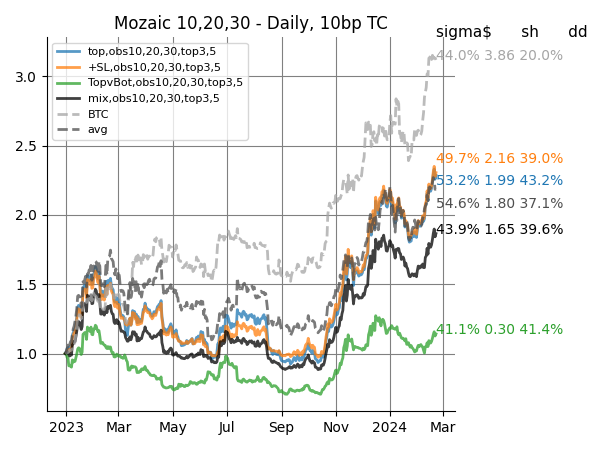 Mozaic 10,20,30 - Daily, 10bp TC
sigma$ sh dd
top,obs10,20,30,top3,5
+SL,obs10,20,30,top3,5
TopvBot,obs10,20,30,top3,5
mix,obs10,20,30,top3,5
BTC
avg
44.0% 3.86 20.0%
49.7% 2.16 39.0%
53.2% 1.99 43.2%
54.6% 1.80 37.1%
43.9% 1.65 39.6%
41.1% 0.30 41.4%
3.0
2.5
2.0
1.5
1.0
2023 Mar May Jul Sep Nov 2024 Mar